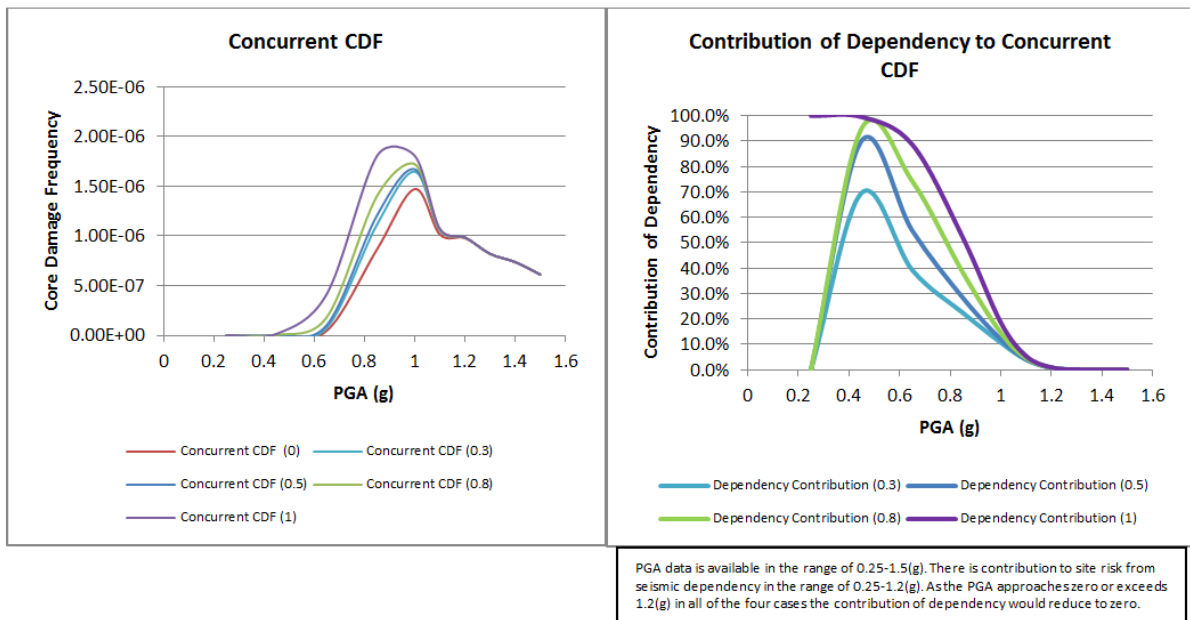 Concurrent CDF
2.50E-06
2.00E-06
1.50E-06
1.00E-06
5.00E-07
0.00E+00
Core Damage Frequency
0 0.2 0.4 0.6 0.8 1 1.2 1.4 1.6
PGA (g)
Concurrent CDF (0) Concurrent CDF (0.3)
Concurrent CDF (0.5) Concurrent CDF (0.8)
Concurrent CDF (1)
Contribution of Dependency to Concurrent
CDF
100.0%
90.0%
80.0%
70.0%
60.0%
50.0%
40.0%
30.0%
20.0%
10.0%
0.0%
Contribution of Dependency
0 0.2 0.4 0.6 0.8 1 1.2 1.4 1.6
PGA (g)
Dependency Contribution (0.3) Dependency Contribution (0.5)
Dependency Contribution (0.8) Dependency Contribution (1)
PGA data is available in the range of 0.25-1.5(g). There is contribution to site risk from
seismic dependency in the range of 0.25-1.2(g). As the PGA approaches zero or exceeds
1.2(g) in all of the four cases the contribution of dependency would reduce to zero.